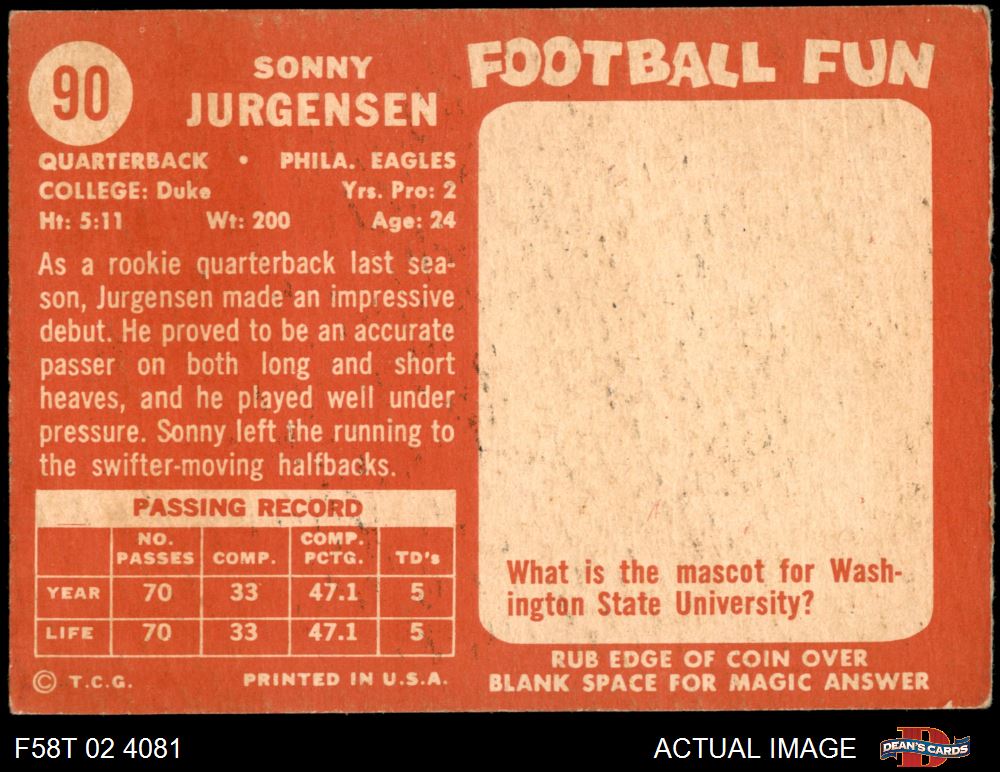 90
SONNY
JURGENSEN
QUARTERBACK • PHILA. EAGLES
COLLEGE: Duke Yrs. Pro: 2
Ht: 5:11 Wt: 200 Age: 24
As a rookie quarterback last sea-
son, Jurgensen made an impressive
debut. He proved to be an accurate
passer on both long and short
heaves, and he played well under
pressure. Sonny left the running to
the swifter-moving halfbacks.
PASSING RECORD
NO. PASSES COMP. COMP. PCTG. TD's
YEAR 70 33 47.1 5
LIFE 70 33 47.1 5
© T.C.G. PRINTED IN U.S.A.
FOOTBALL FUN
What is the mascot for Wash-
ington State University?
RUB EDGE OF COIN OVER
BLANK SPACE FOR MAGIC ANSWER
F58T 02 4081
ACTUAL IMAGE
D
DEAN'S CARDS